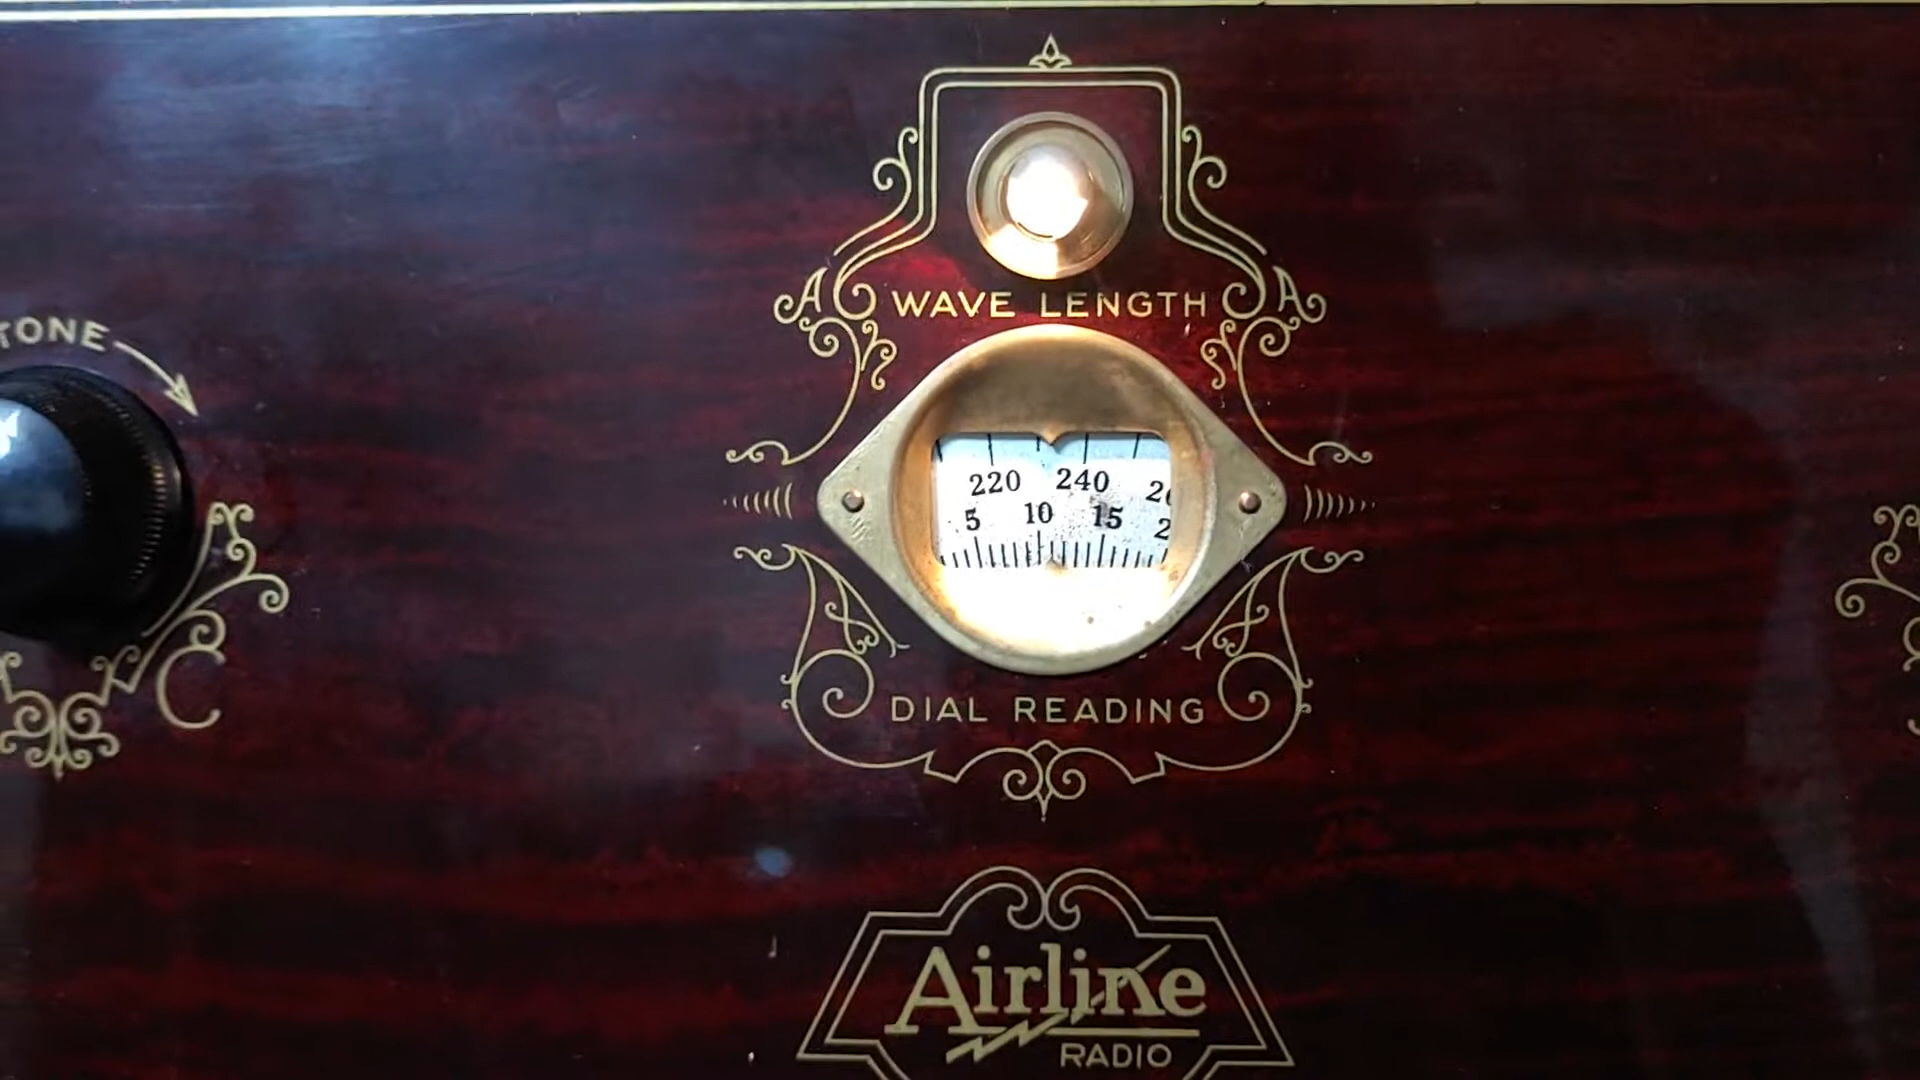 TONE
WAVE LENGTH
220 240
5 10 15
DIAL READING
Airline
RADIO